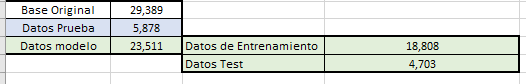 Base Original 29,389
Datos Prueba 5,878
Datos modelo 23,511 Datos de Entrenamiento 18,808
Datos Test 4,703